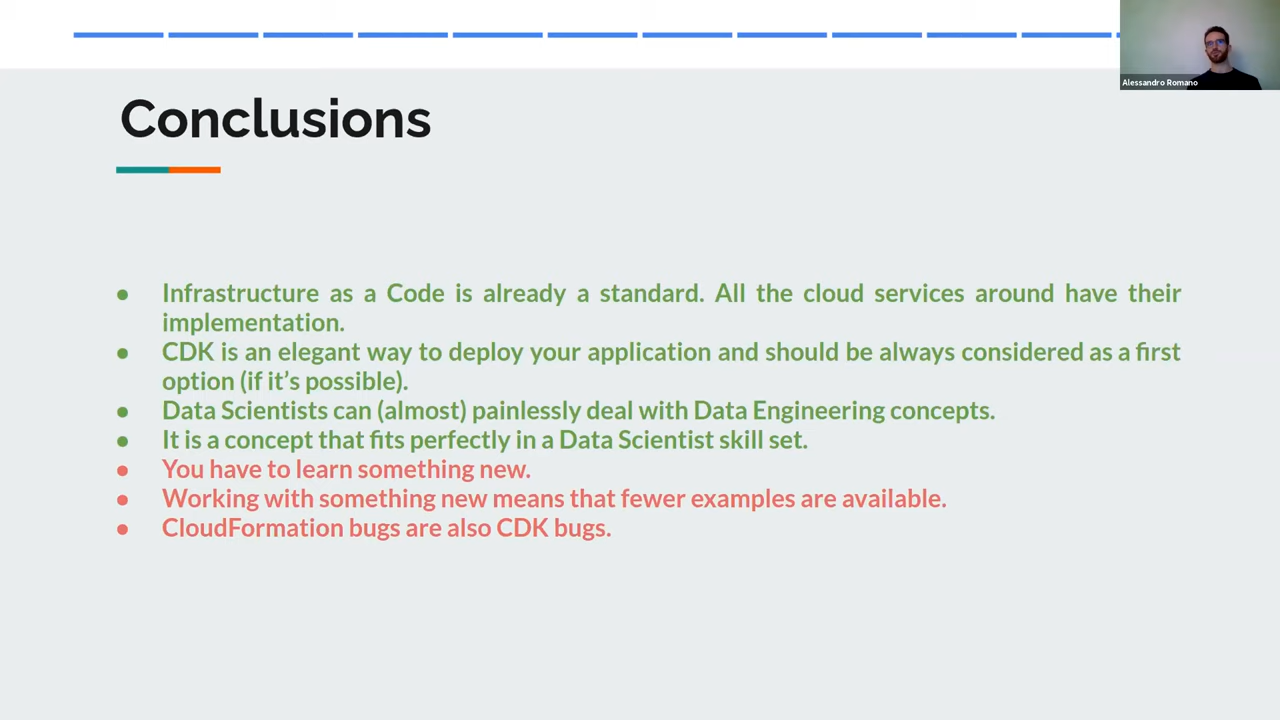 Alessandro Romano
Conclusions
● Infrastructure as a Code is already a standard. All the cloud services around have their
implementation.
● CDK is an elegant way to deploy your application and should be always considered as a first
option (if it’s possible).
● Data Scientists can (almost) painlessly deal with Data Engineering concepts.
● It is a concept that fits perfectly in a Data Scientist skill set.
● You have to learn something new.
● Working with something new means that fewer examples are available.
● CloudFormation bugs are also CDK bugs.